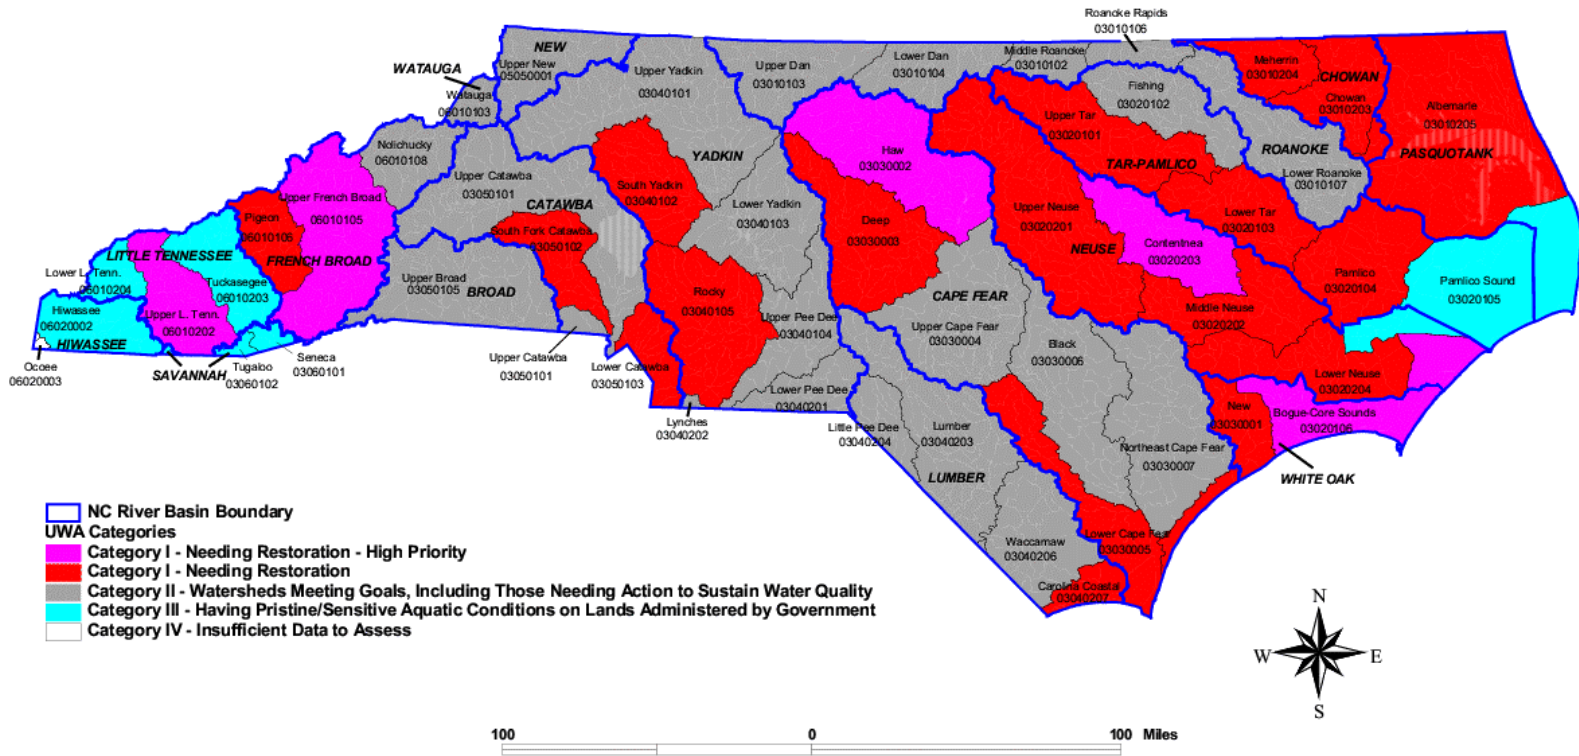 Roanoke Rapids
03010106
NEW
Upper New
05050001
WATAUGA
Watauga
06010103
Upper Yadkin
03040101
Upper Dan
03010103
Lower Dan
03010104
Middle Roanoke
03010102
Fishing
03020102
Meherrin
03010204
CHOWAN
Chowan
03010203
Albemarle
03010205
PASQUOTANK
Nolichucky
06010108
Upper Catawba
03050101
CATAWBA
YADKIN
Haw
03030002
Upper Tar
03020101
TAR-PAMLICO
ROANOKE
Lower Roanoke
03010107
Upper French Broad
06010105
Pigeon
06010106
FRENCH BROAD
South Yadkin
03040102
Lower Yadkin
03040103
Deep
03030003
Upper Neuse
03020201
NEUSE
Contentnea
03020203
Lower Tar
03020103
Pamlico
03020104
Pamlico Sound
03020105
South Fork Catawba
03050102
LITTLE TENNESSEE
Lower L. Tenn.
06010204
Tuckasegee
06010203
Hiwassee
06020002
HIWASSEE
Upper L. Tenn.
06010202
Upper Broad
03050105
BROAD
Rocky
03040105
Upper Pee Dee
03040104
CAPE FEAR
Upper Cape Fear
03030004
Black
03030006
Middle Neuse
03020202
Lower Neuse
03020204
Ocoee
06020003
SAVANNAH
Tugaloo
03060102
Seneca
03060101
Upper Catawba
03050101
Lower Catawba
03050103
Lynches
03040202
Lower Pee Dee
03040201
Little Pee Dee
03040204
Lumber
03040203
LUMBER
Northeast Cape Fear
03030007
New
03030001
Bogue-Core Sounds
03020106
WHITE OAK
Waccamaw
03040206
Lower Cape Fear
03030005
Carolina Coastal
03040207
NC River Basin Boundary
UWA Categories
Category I - Needing Restoration - High Priority
Category I - Needing Restoration
Category II - Watersheds Meeting Goals, Including Those Needing Action to Sustain Water Quality
Category III - Having Pristine/Sensitive Aquatic Conditions on Lands Administered by Government
Category IV - Insufficient Data to Assess
N
W
E
S
100
0
100 Miles